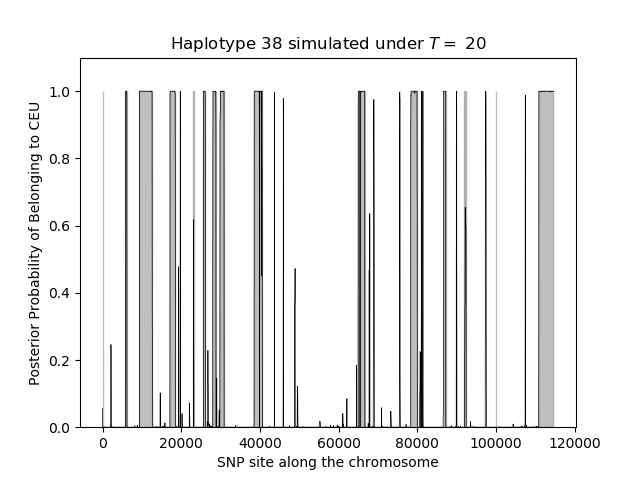 Haplotype 38 simulated under T = 20
Posterior Probability of Belonging to CEU
1.0
0.8
0.6
0.4
0.2
0.0
0 20000 40000 60000 80000 100000 120000
SNP site along the chromosome